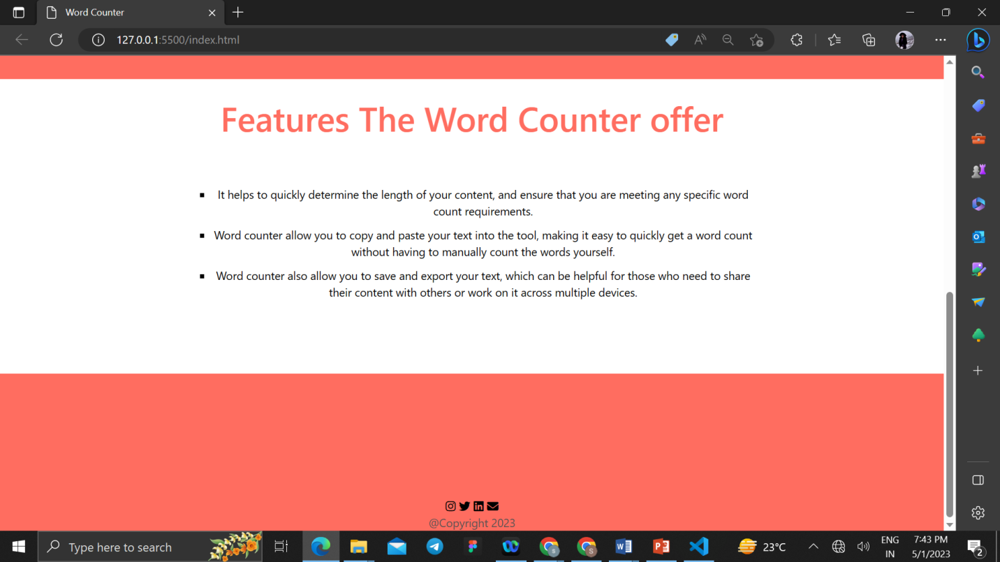 Word Counter
127.0.0.1:5500/index.html
Features The Word Counter offer
It helps to quickly determine the length of your content, and ensure that you are meeting any specific word
count requirements.
Word counter allow you to copy and paste your text into the tool, making it easy to quickly get a word count
without having to manually count the words yourself.
Word counter also allow you to save and export your text, which can be helpful for those who need to share
their content with others or work on it across multiple devices.
@Copyright 2023
Type here to search
23°C
ENG
IN
7:43 PM
5/1/2023
2